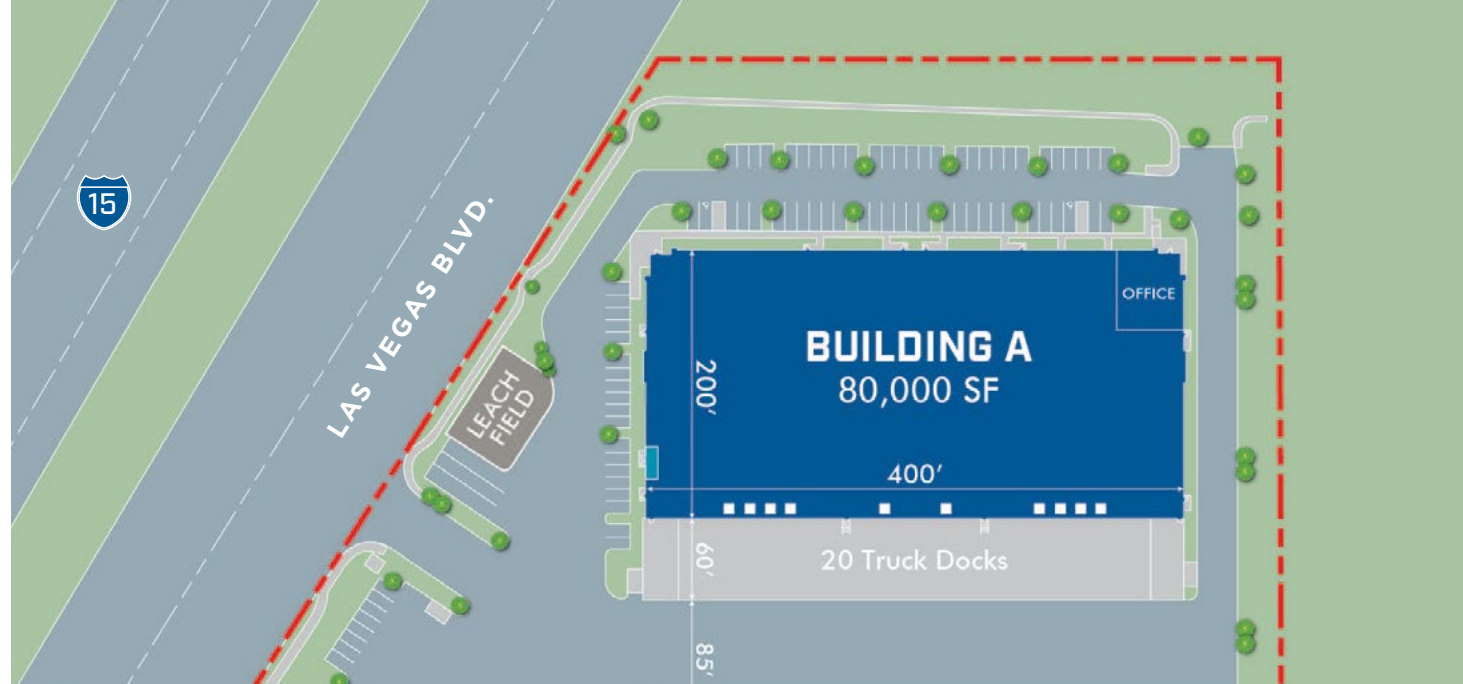 15
LAS VEGAS BLVD.
LEACH
FIELD
OFFICE
BUILDING A
80,000 SF
200'
400'
20 Truck Docks
60'
85'